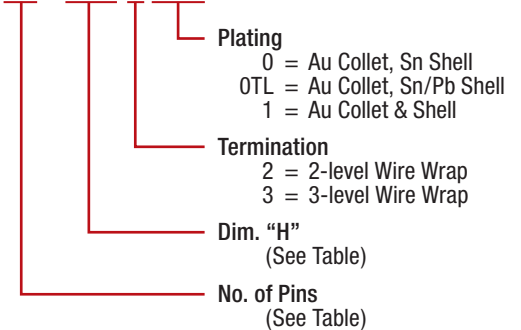 Plating
0 = Au Collet, Sn Shell
0TL = Au Collet, Sn/Pb Shell
1 = Au Collet & Shell
Termination
2 = 2-level Wire Wrap
3 = 3-level Wire Wrap
Dim. “H”
(See Table)
No. of Pins
(See Table)